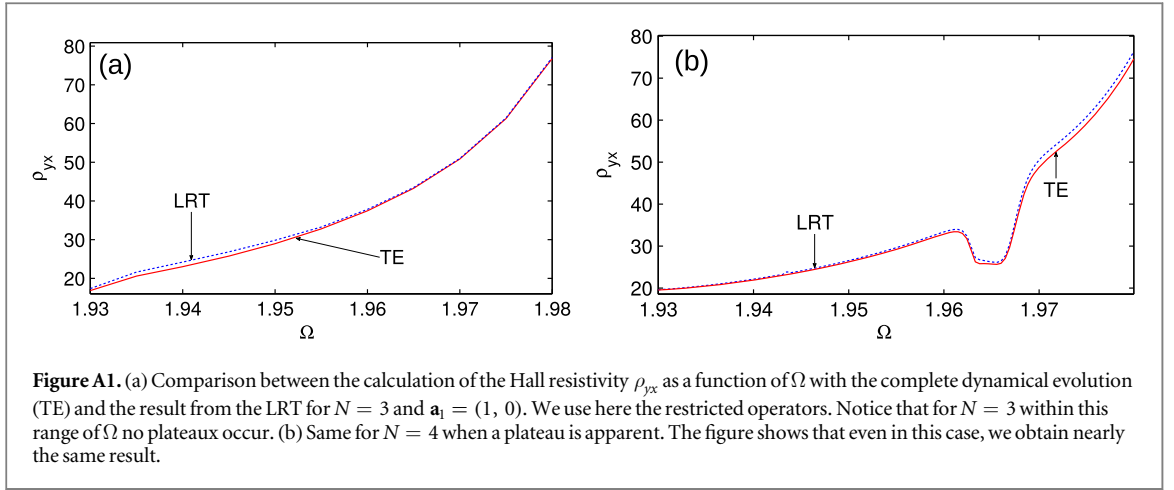 (a)
80
70
60
50
40
30
20
ρyx
LRT
TE
1.93 1.94 1.95 1.96 1.97 1.98
Ω
(b)
80
70
60
50
40
30
20
ρyx
LRT
TE
1.93 1.94 1.95 1.96 1.97
Ω
Figure A1. (a) Comparison between the calculation of the Hall resistivity ρyx as a function of Ω with the complete dynamical evolution
(TE) and the result from the LRT for N = 3 and a1 = (1, 0). We use here the restricted operators. Notice that for N = 3 within this
range of Ω no plateaux occur. (b) Same for N = 4 when a plateau is apparent. The figure shows that even in this case, we obtain nearly
the same result.